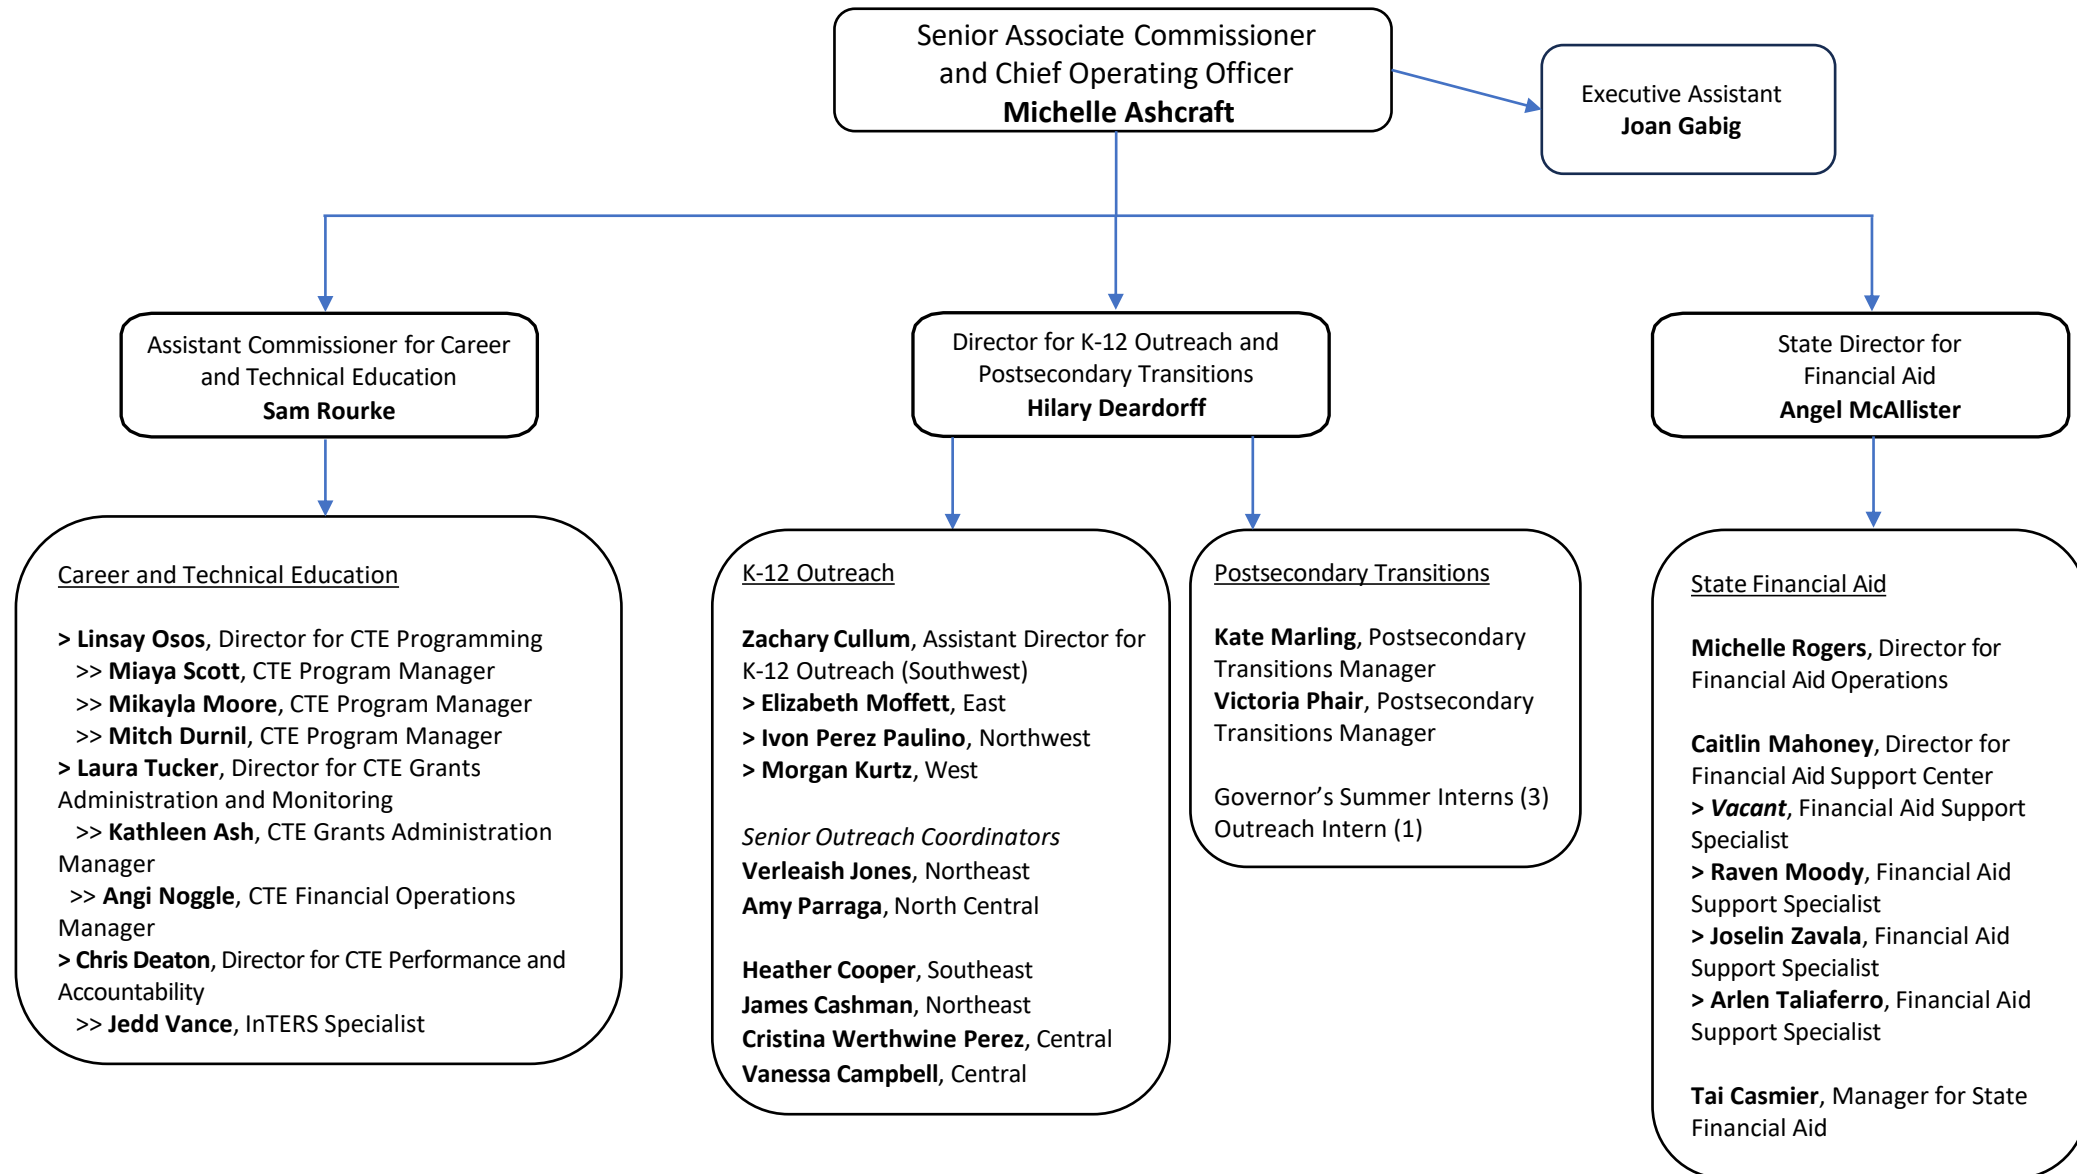 Senior Associate Commissioner
and Chief Operating Officer
Michelle Ashcraft
Executive Assistant
Joan Gabig
Assistant Commissioner for Career
and Technical Education
Sam Rourke
Director for K-12 Outreach and
Postsecondary Transitions
Hilary Deardorff
State Director for
Financial Aid
Angel McAllister
Career and Technical Education
> Linsay Osos, Director for CTE Programming
>> Miaya Scott, CTE Program Manager
>> Mikayla Moore, CTE Program Manager
>> Mitch Durnil, CTE Program Manager
> Laura Tucker, Director for CTE Grants
Administration and Monitoring
>> Kathleen Ash, CTE Grants Administration
Manager
>> Angi Noggle, CTE Financial Operations
Manager
> Chris Deaton, Director for CTE Performance and
Accountability
>> Jedd Vance, InTERS Specialist
K-12 Outreach
Zachary Cullum, Assistant Director for
K-12 Outreach (Southwest)
> Elizabeth Moffett, East
> Ivon Perez Paulino, Northwest
> Morgan Kurtz, West
Senior Outreach Coordinators
Verleaish Jones, Northeast
Amy Parraga, North Central
Heather Cooper, Southeast
James Cashman, Northeast
Cristina Werthwine Perez, Central
Vanessa Campbell, Central
Postsecondary Transitions
Kate Marling, Postsecondary
Transitions Manager
Victoria Phair, Postsecondary
Transitions Manager
Governor’s Summer Interns (3)
Outreach Intern (1)
State Financial Aid
Michelle Rogers, Director for
Financial Aid Operations
Caitlin Mahoney, Director for
Financial Aid Support Center
> Vacant, Financial Aid Support
Specialist
> Raven Moody, Financial Aid
Support Specialist
> Joselin Zavala, Financial Aid
Support Specialist
> Arlen Taliaferro, Financial Aid
Support Specialist
Tai Casmier, Manager for State
Financial Aid